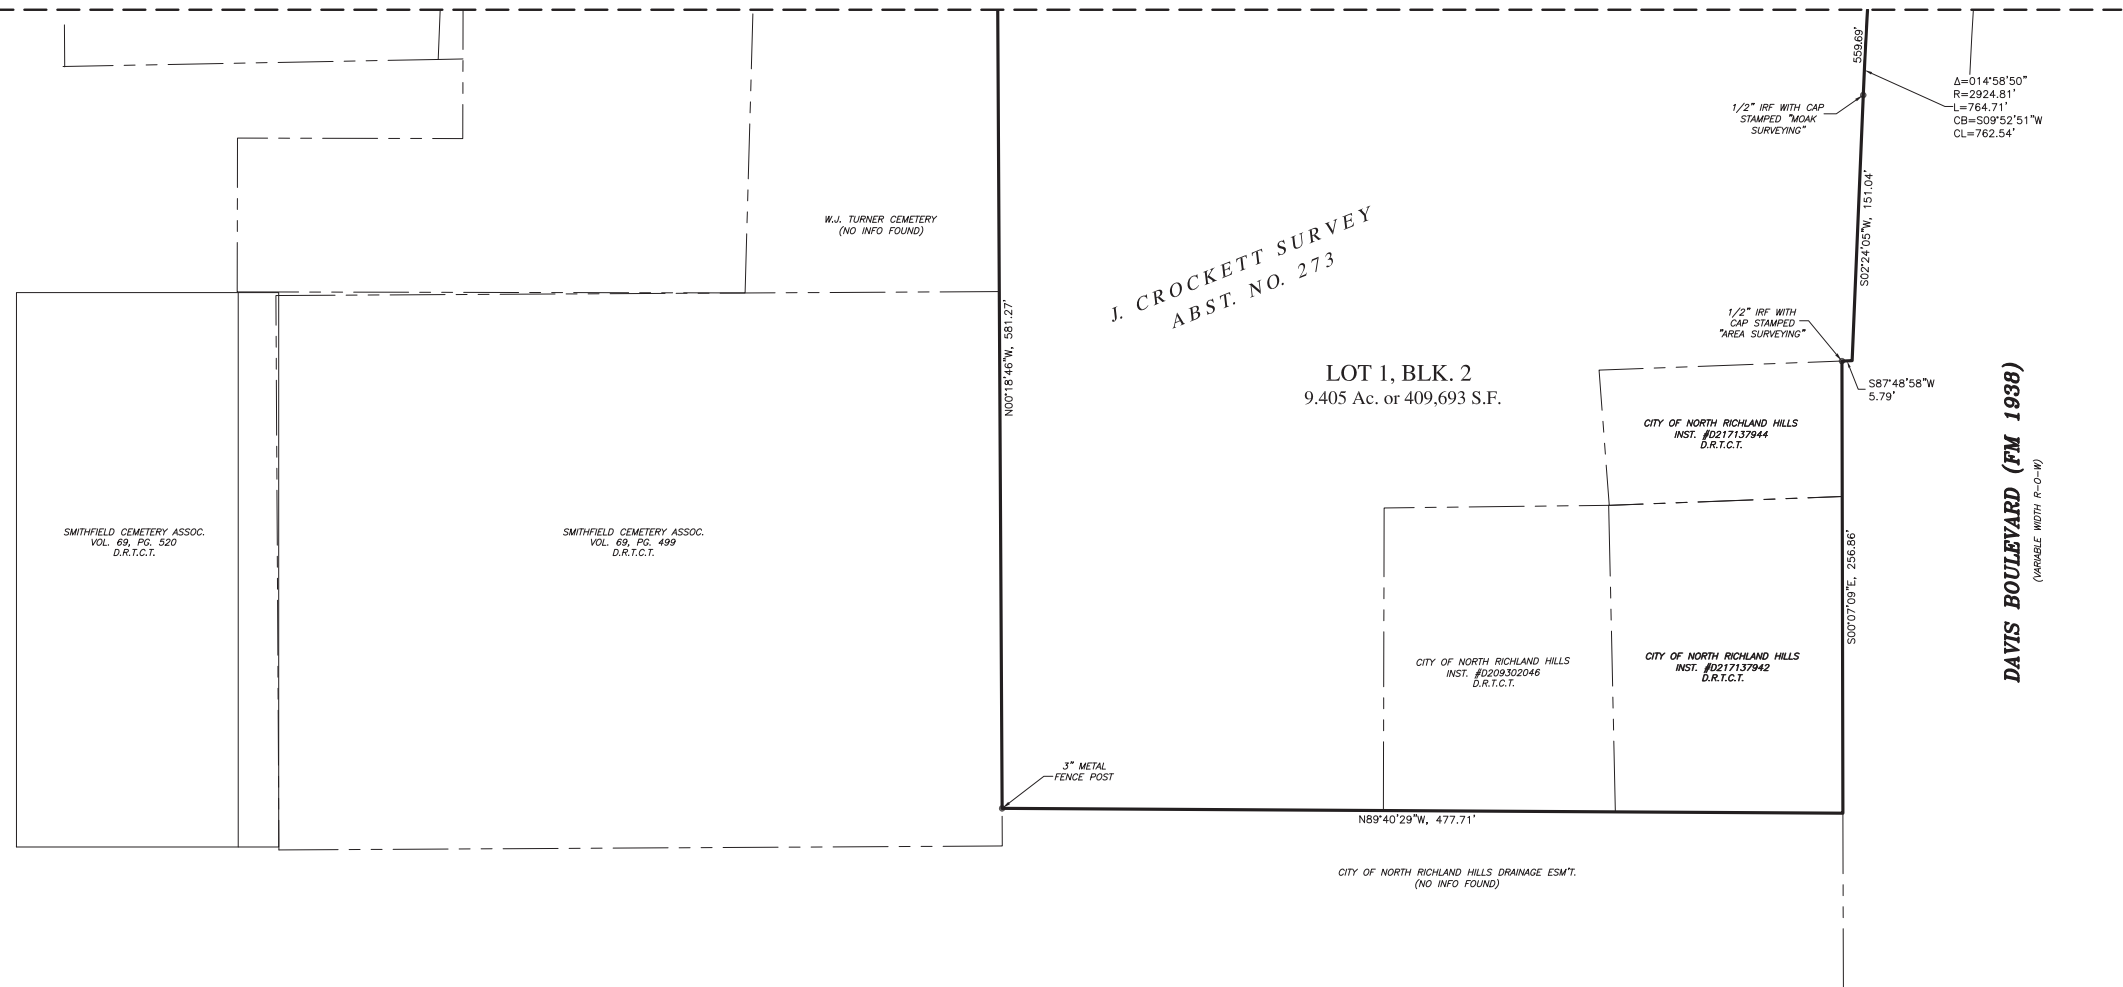 559.69'
Δ=014°58'50"
R=2924.81'
L=764.71'
CB=S09°52'51"W
CL=762.54'
1/2" IRF WITH CAP
STAMPED "MOAK
SURVEYING"
S02°24'05"W, 151.04'
W.J. TURNER CEMETERY
(NO INFO FOUND)
J. CROCKETT SURVEY
ABST. NO. 273
N00°18'46"W, 581.27'
1/2" IRF WITH
CAP STAMPED
"AREA SURVEYING"
LOT 1, BLK. 2
9.405 Ac. or 409,693 S.F.
S87°48'58"W
5.79'
CITY OF NORTH RICHLAND HILLS
INST. #D217137944
D.R.T.C.T.
DAVIS BOULEVARD (FM 1938)
(VARIABLE WIDTH R-O-W)
SMITHFIELD CEMETERY ASSOC.
VOL. 69, PG. 520
D.R.T.C.T.
SMITHFIELD CEMETERY ASSOC.
VOL. 69, PG. 499
D.R.T.C.T.
S00°07'09"E, 256.86'
CITY OF NORTH RICHLAND HILLS
INST. #D209302046
D.R.T.C.T.
CITY OF NORTH RICHLAND HILLS
INST. #D217137942
D.R.T.C.T.
3" METAL
FENCE POST
N89°40'29"W, 477.71'
CITY OF NORTH RICHLAND HILLS DRAINAGE ESM'T.
(NO INFO FOUND)